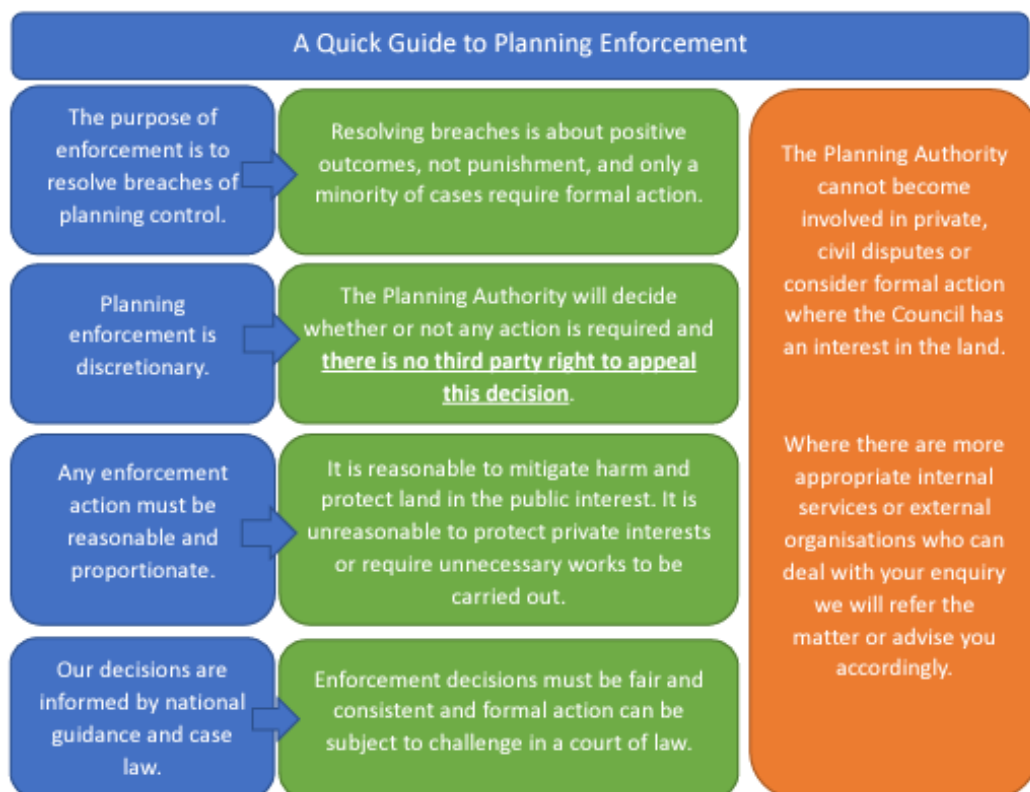 A Quick Guide to Planning Enforcement
The purpose of
enforcement is to
resolve breaches of
planning control.
Resolving breaches is about positive
outcomes, not punishment, and only a
minority of cases require formal action.
Planning
enforcement is
discretionary.
The Planning Authority will decide
whether or not any action is required and
there is no third party right to appeal
this decision.
Any enforcement
action must be
reasonable and
proportionate.
It is reasonable to mitigate harm and
protect land in the public interest. It is
unreasonable to protect private interests
or require unnecessary works to be
carried out.
Our decisions are
informed by national
guidance and case
law.
Enforcement decisions must be fair and
consistent and formal action can be
subject to challenge in a court of law.
The Planning Authority
cannot become
involved in private,
civil disputes or
consider formal action
where the Council has
an interest in the land.
Where there are more
appropriate internal
services or external
organisations who can
deal with your enquiry
we will refer the
matter or advise you
accordingly.